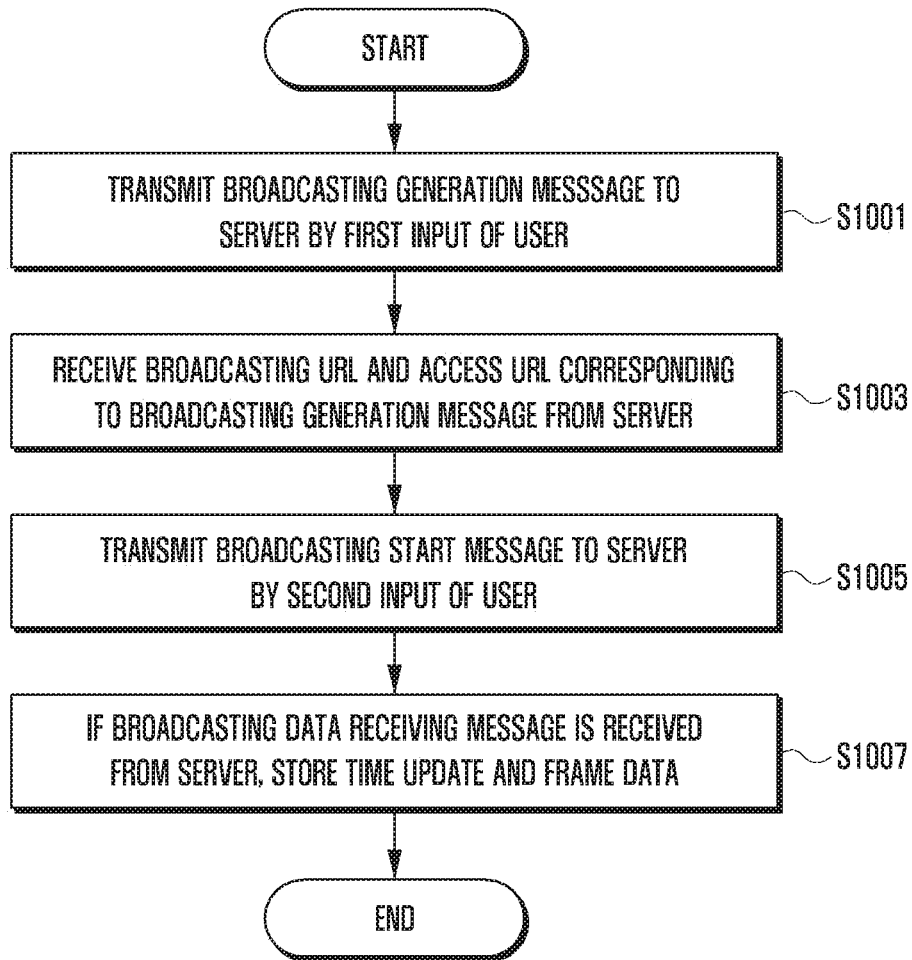 START
TRANSMIT BROADCASTING GENERATION MESSSAGE TO
SERVER BY FIRST INPUT OF USER
S1001
RECEIVE BROADCASTING URL AND ACCESS URL CORRESPONDING
TO BROADCASTING GENERATION MESSAGE FROM SERVER
S1003
TRANSMIT BROADCASTING START MESSAGE TO SERVER
BY SECOND INPUT OF USER
S1005
IF BROADCASTING DATA RECEIVING MESSAGE IS RECEIVED
FROM SERVER, STORE TIME UPDATE AND FRAME DATA
S1007
END